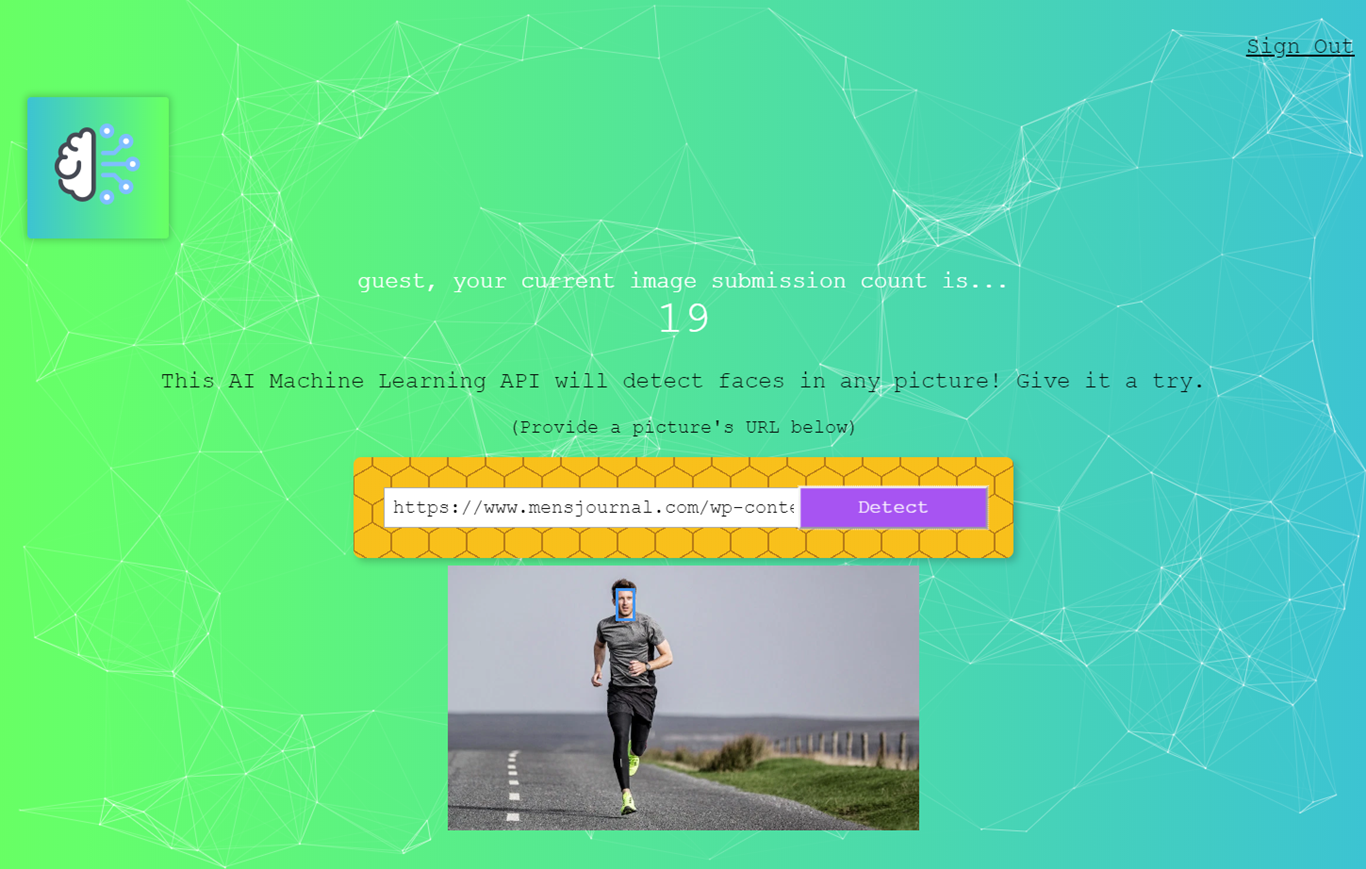 Sign Out
guest, your current image submission count is...
19
This AI Machine Learning API will detect faces in any picture! Give it a try.
(Provide a picture's URL below)
https://www.mensjournal.com/wp-conte
Detect